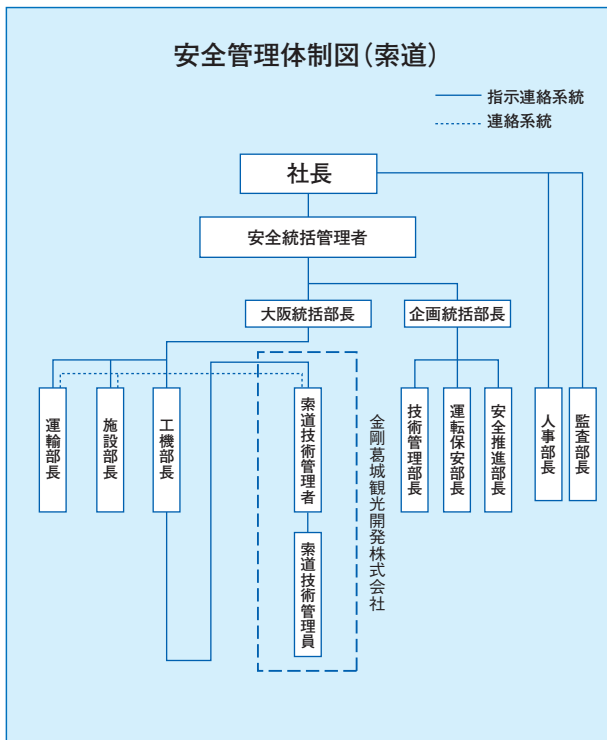 安全管理体制図（索道）
指示連絡系統
連絡系統
社長
安全統括管理者
大阪統括部長
企画統括部長
運輸部長
施設部長
工機部長
索道技術管理者
索道技術管理員
金剛葛城観光開発株式会社
技術管理部長
運転保安部長
安全推進部長
人事部長
監査部長